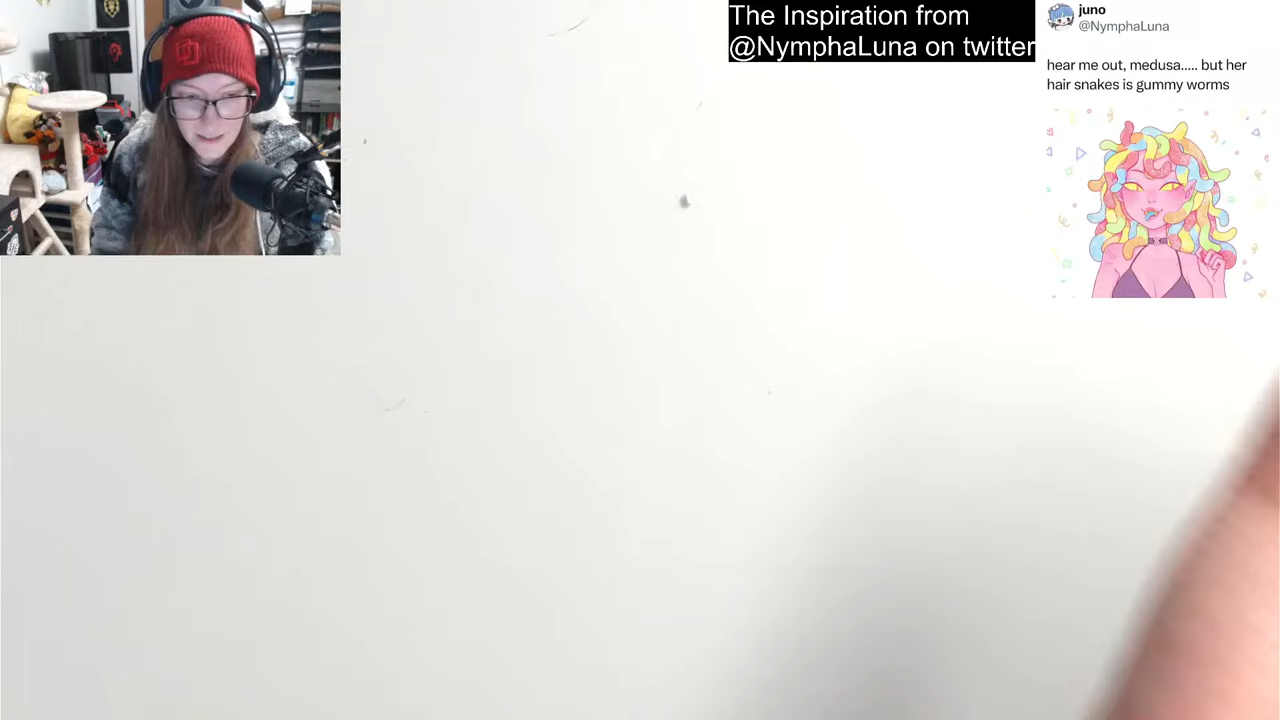 The Inspiration from
@NymphaLuna on twitter
juno
@NymphaLuna
hear me out, medusa..... but her
hair snakes is gummy worms